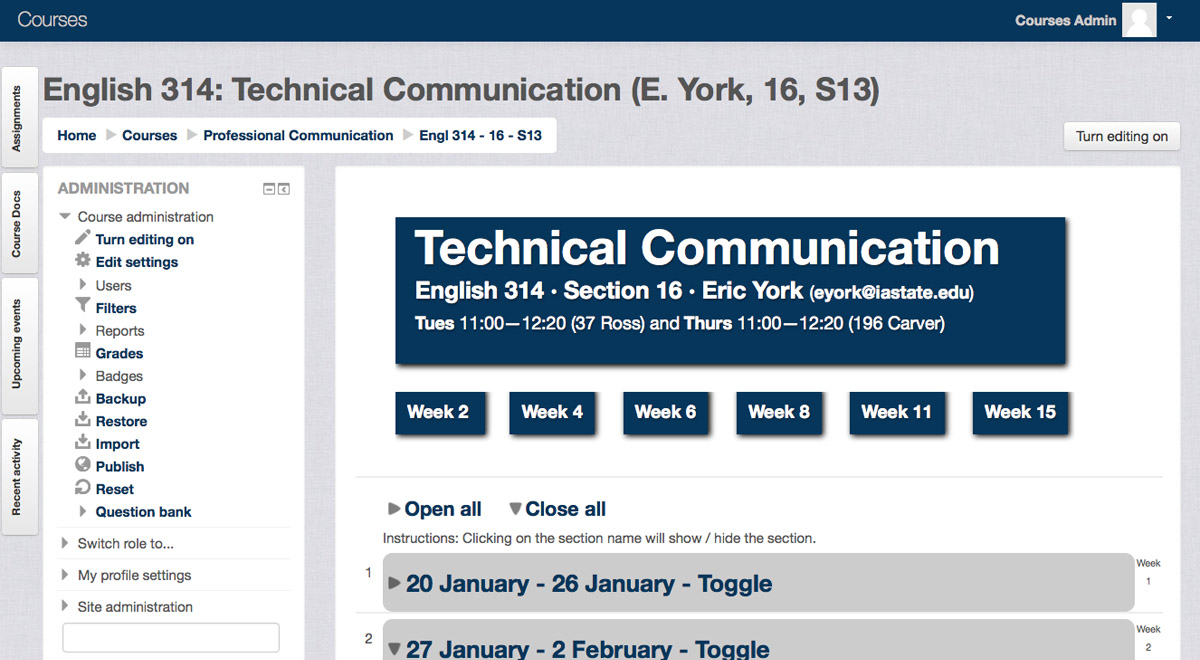 Courses
Courses Admin
English 314: Technical Communication (E. York, 16, S13)
Home Courses Professional Communication Engl 314 - 16 - S13
Turn editing on
Assignments
Course Docs
Upcoming events
Recent activity
ADMINISTRATION
Course administration
Turn editing on
Edit settings
Users
Filters
Reports
Grades
Badges
Backup
Restore
Import
Publish
Reset
Question bank
Switch role to...
My profile settings
Site administration
Technical Communication
English 314 · Section 16 · Eric York (eyork@iastate.edu)
Tues 11:00—12:20 (37 Ross) and Thurs 11:00—12:20 (196 Carver)
Week 2 Week 4 Week 6 Week 8 Week 11 Week 15
Open all Close all
Instructions: Clicking on the section name will show / hide the section.
1 20 January - 26 January - Toggle Week 1
2 27 January - 2 February - Toggle Week 2